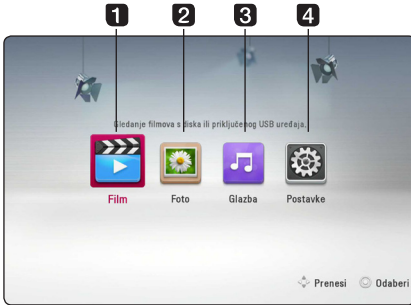 1 2 3 4
Gledanje filmova s diska ili priključenog USB uređaja.
Film Foto Glazba Postavke
Prenesi Odaberi